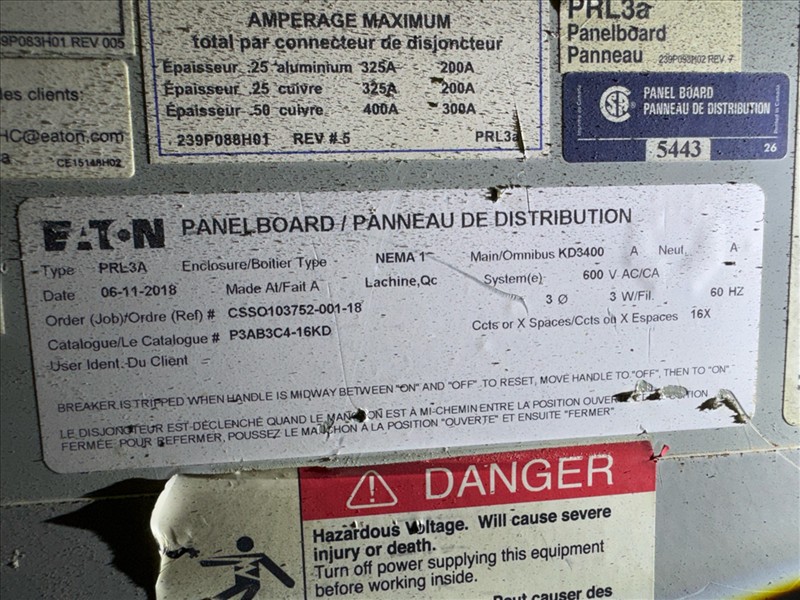 39P083H01 REV 005
les clients:
HC@eaton.com
a CE15148H02
AMPERAGE MAXIMUM
total par connecteur de disjoncteur
Épaisseur .25 aluminium 325A 200A
Épaisseur .25 cuivre 325A 200A
Épaisseur .50 cuivre 400A 300A
239P088H01 REV # 5 PRL3a
PRL3a
Panelboard
Panneau 239P093H02 REV 7
PANEL BOARD
PANNEAU DE DISTRIBUTION
5443 26
EATON PANELBOARD / PANNEAU DE DISTRIBUTION
Type PRL3A Enclosure/Boitier Type NEMA 1 Main/Omnibus KD3400 A Neut. A
Date 06-11-2018 Made At/Fait A Lachine,Qc System(e) 600 V AC/CA
3 Ø 3 W/Fil. 60 HZ
Order (Job)/Ordre (Ref) # CSSO103752-001-18
Catalogue/Le Catalogue # P3AB3C4-16KD Ccts or X Spaces/Ccts ou X Espaces 16X
User Ident. Du Client
BREAKER IS TRIPPED WHEN HANDLE IS MIDWAY BETWEEN "ON" AND "OFF". TO RESET, MOVE HANDLE TO "OFF", THEN TO "ON"
LE DISJONCTEUR EST DÉCLENCHÉ QUAND LE MANCHON EST À MI-CHEMIN ENTRE LA POSITION OUVER TION
FERMÉE. POUR REFERMER, POUSSEZ LE MANCHON A LA POSITION "OUVERTE" ET ENSUITE "FERMER".
DANGER
Hazardous Voltage. Will cause severe
injury or death.
Turn off power supplying this equipment
before working inside.
Peut causer des